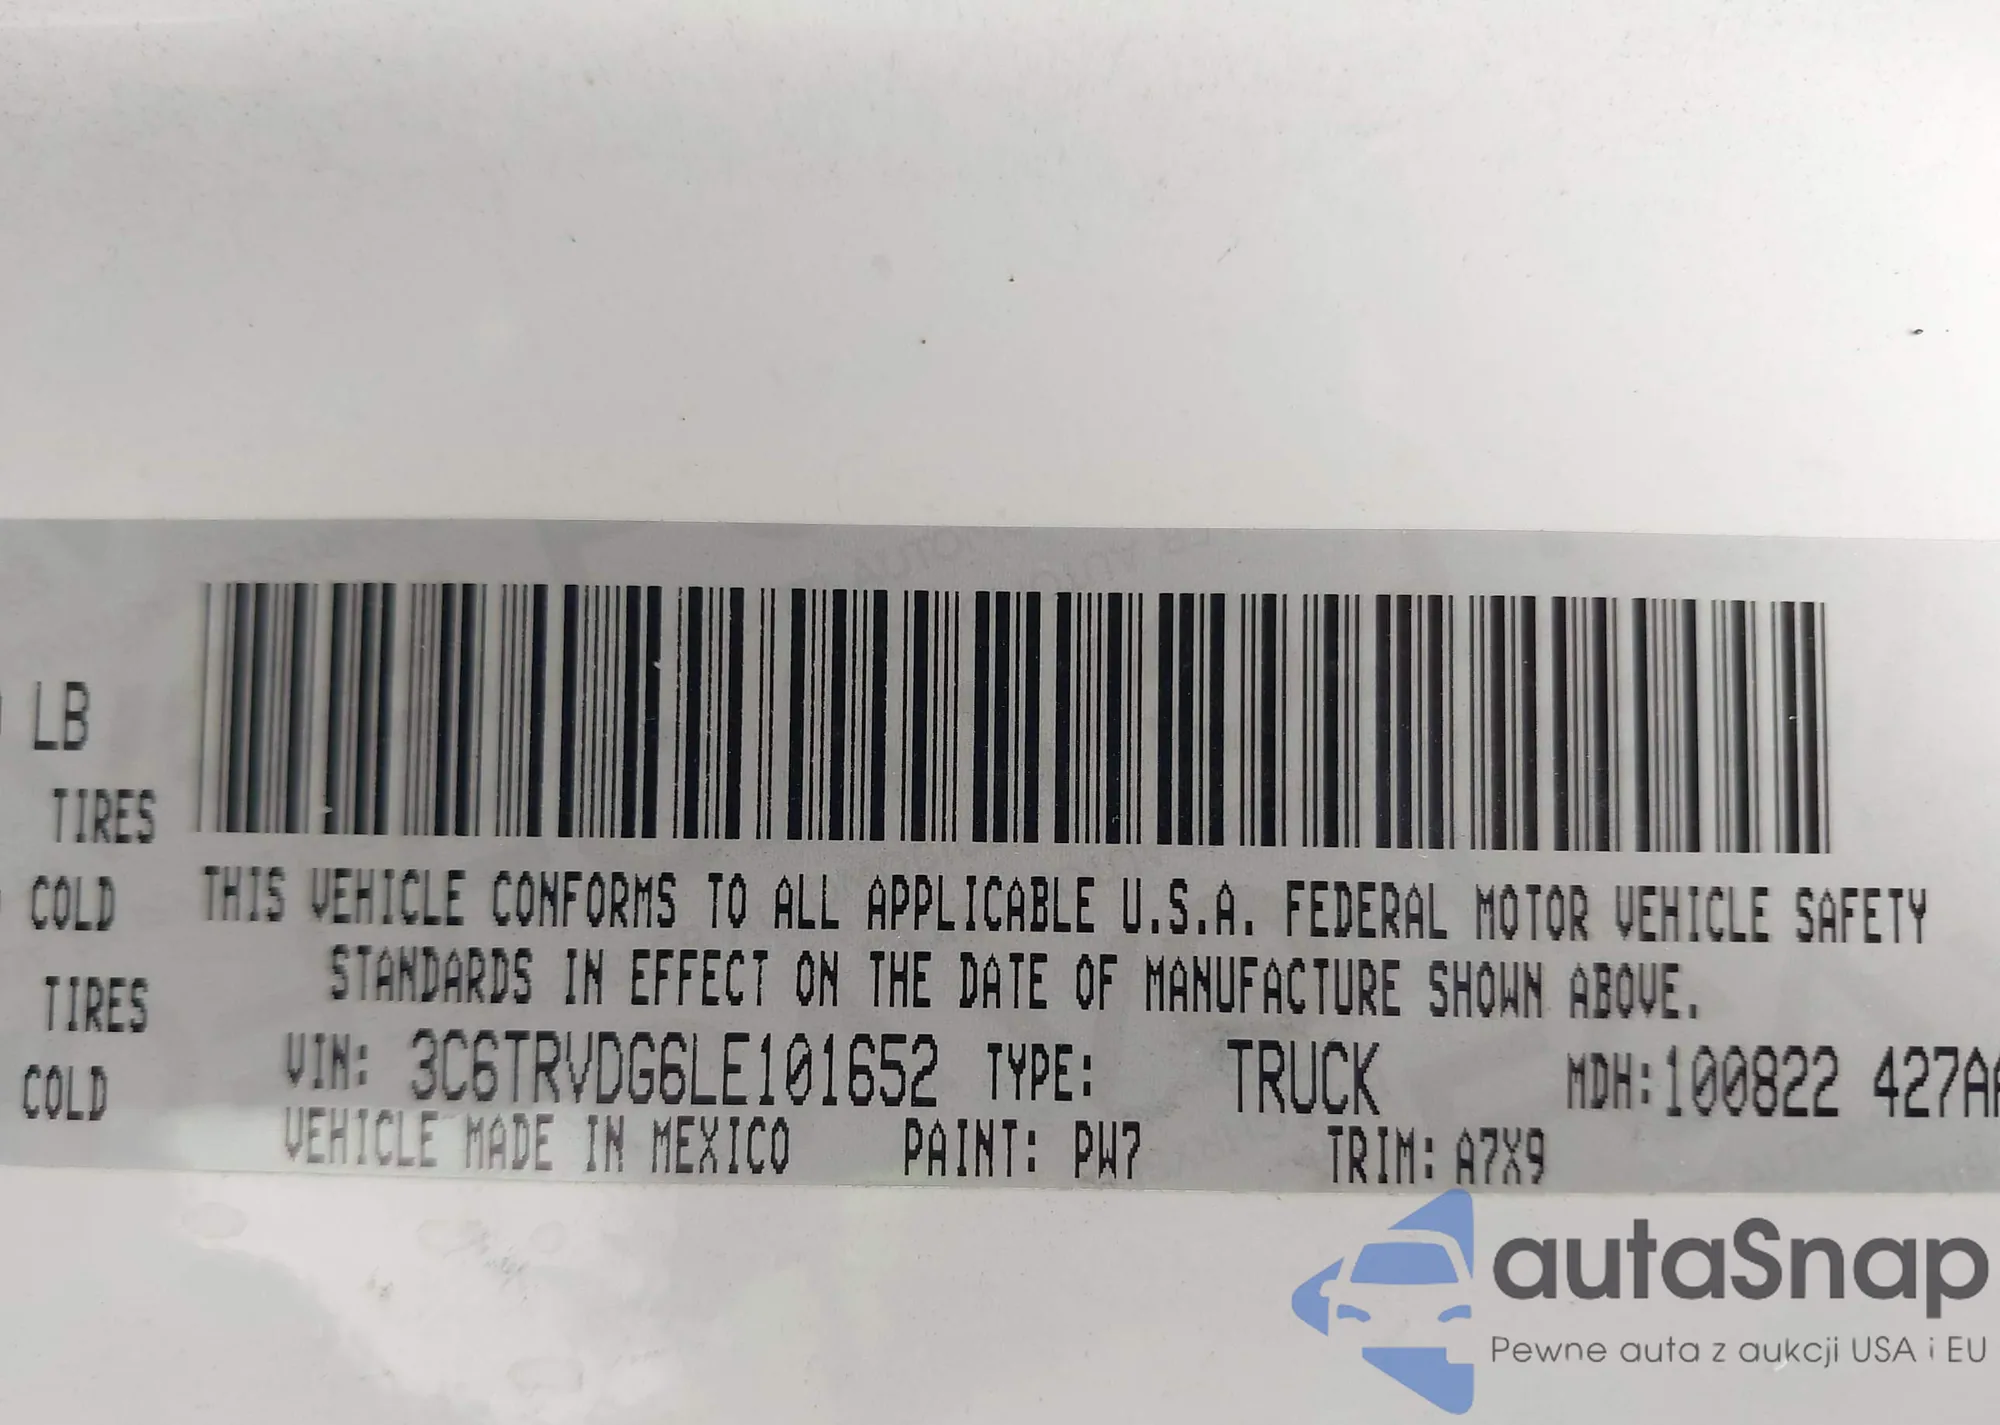 LB
TIRES
COLD
TIRES
COLD
THIS VEHICLE CONFORMS TO ALL APPLICABLE U.S.A. FEDERAL MOTOR VEHICLE SAFETY
STANDARDS IN EFFECT ON THE DATE OF MANUFACTURE SHOWN ABOVE.
VIN: 3C6TRVDG6LE101652 TYPE: TRUCK MDH:100822 427AA
VEHICLE MADE IN MEXICO PAINT: PW7 TRIM: A7X9
autaSnap
Pewne auta z aukcji USA i EU